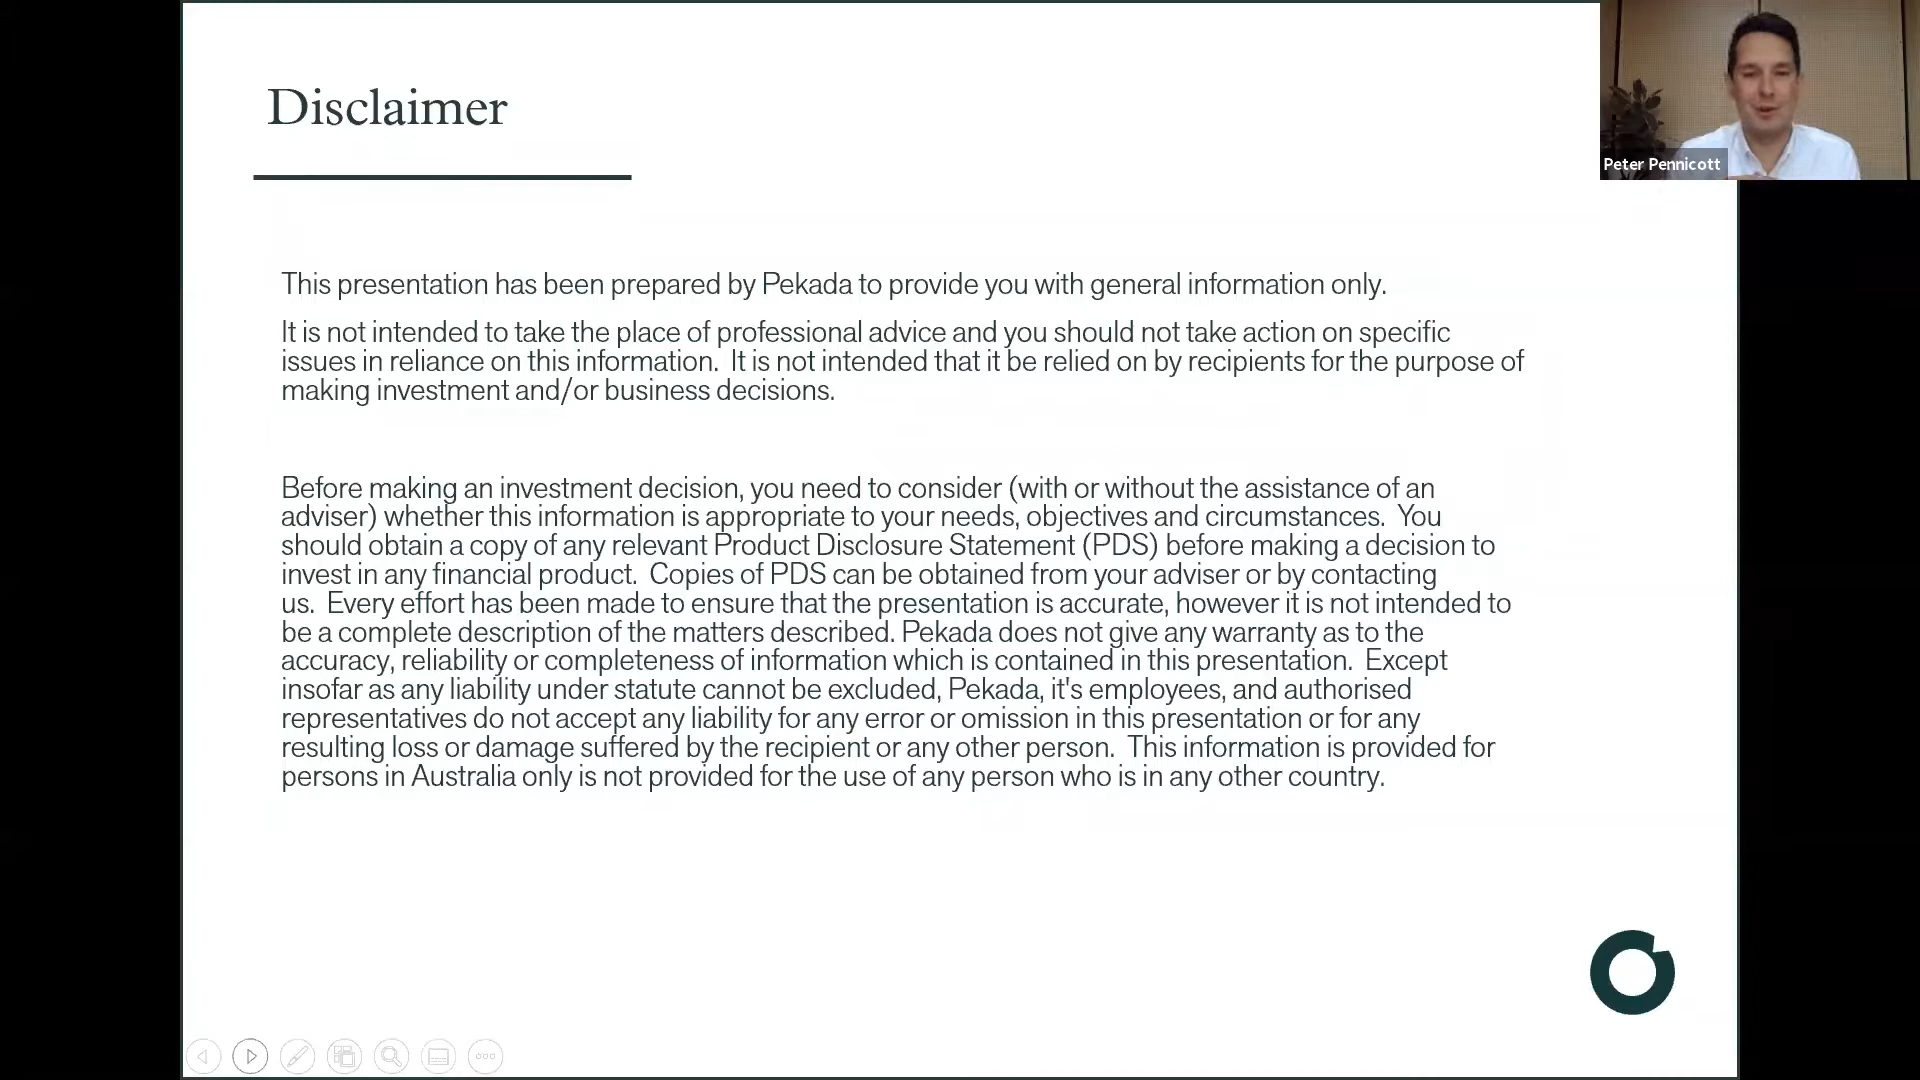 Disclaimer
Peter Pennicott
This presentation has been prepared by Pekada to provide you with general information only.
It is not intended to take the place of professional advice and you should not take action on specific
issues in reliance on this information.  It is not intended that it be relied on by recipients for the purpose of
making investment and/or business decisions.
Before making an investment decision, you need to consider (with or without the assistance of an
adviser) whether this information is appropriate to your needs, objectives and circumstances.  You
should obtain a copy of any relevant Product Disclosure Statement (PDS) before making a decision to
invest in any financial product.  Copies of PDS can be obtained from your adviser or by contacting
us.  Every effort has been made to ensure that the presentation is accurate, however it is not intended to
be a complete description of the matters described. Pekada does not give any warranty as to the
accuracy, reliability or completeness of information which is contained in this presentation.  Except
insofar as any liability under statute cannot be excluded, Pekada, it's employees, and authorised
representatives do not accept any liability for any error or omission in this presentation or for any
resulting loss or damage suffered by the recipient or any other person.  This information is provided for
persons in Australia only is not provided for the use of any person who is in any other country.